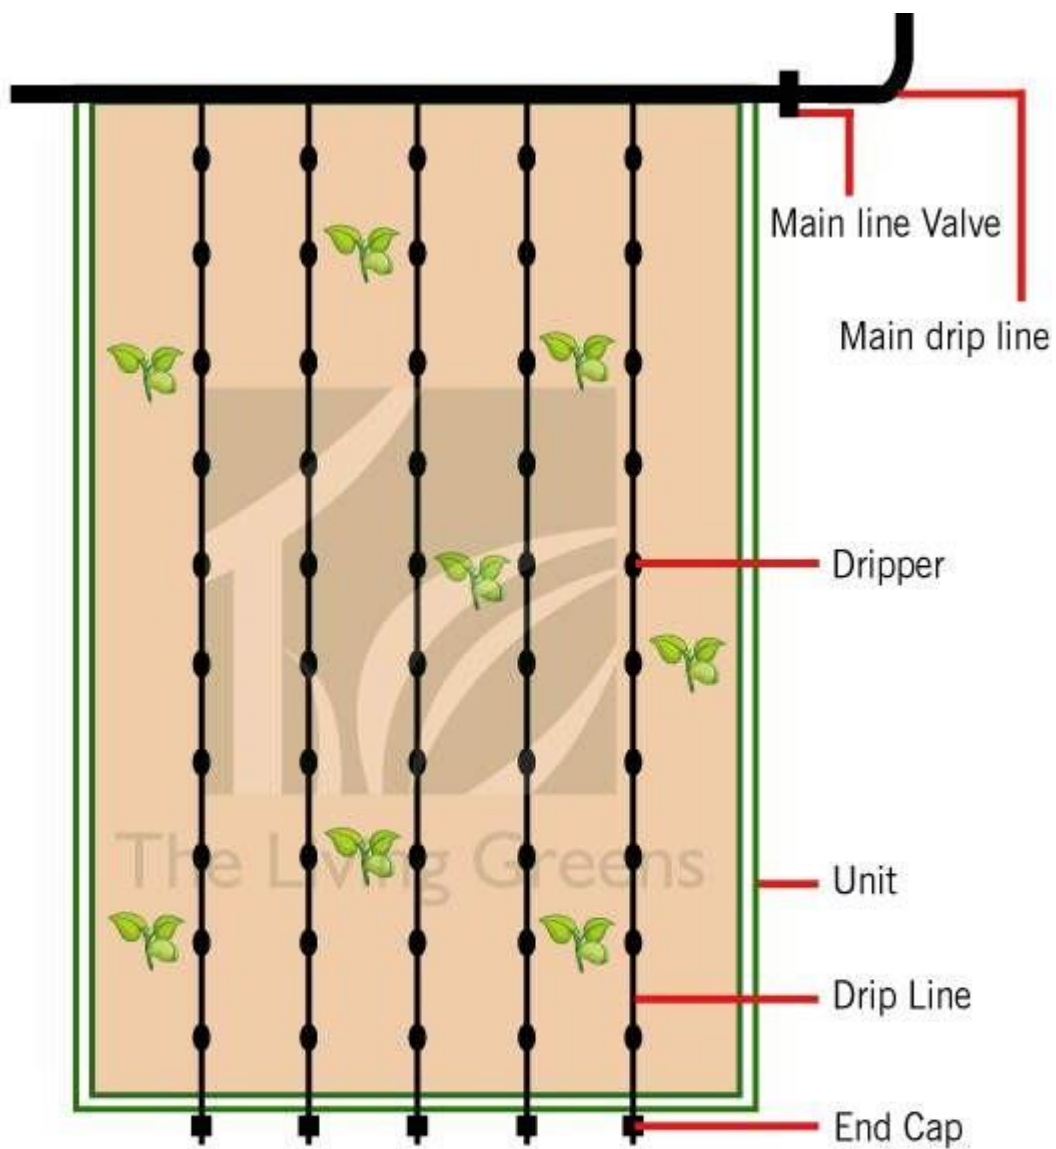 Main line Valve
Main drip line
Dripper
The Living Greens
Unit
Drip Line
End Cap